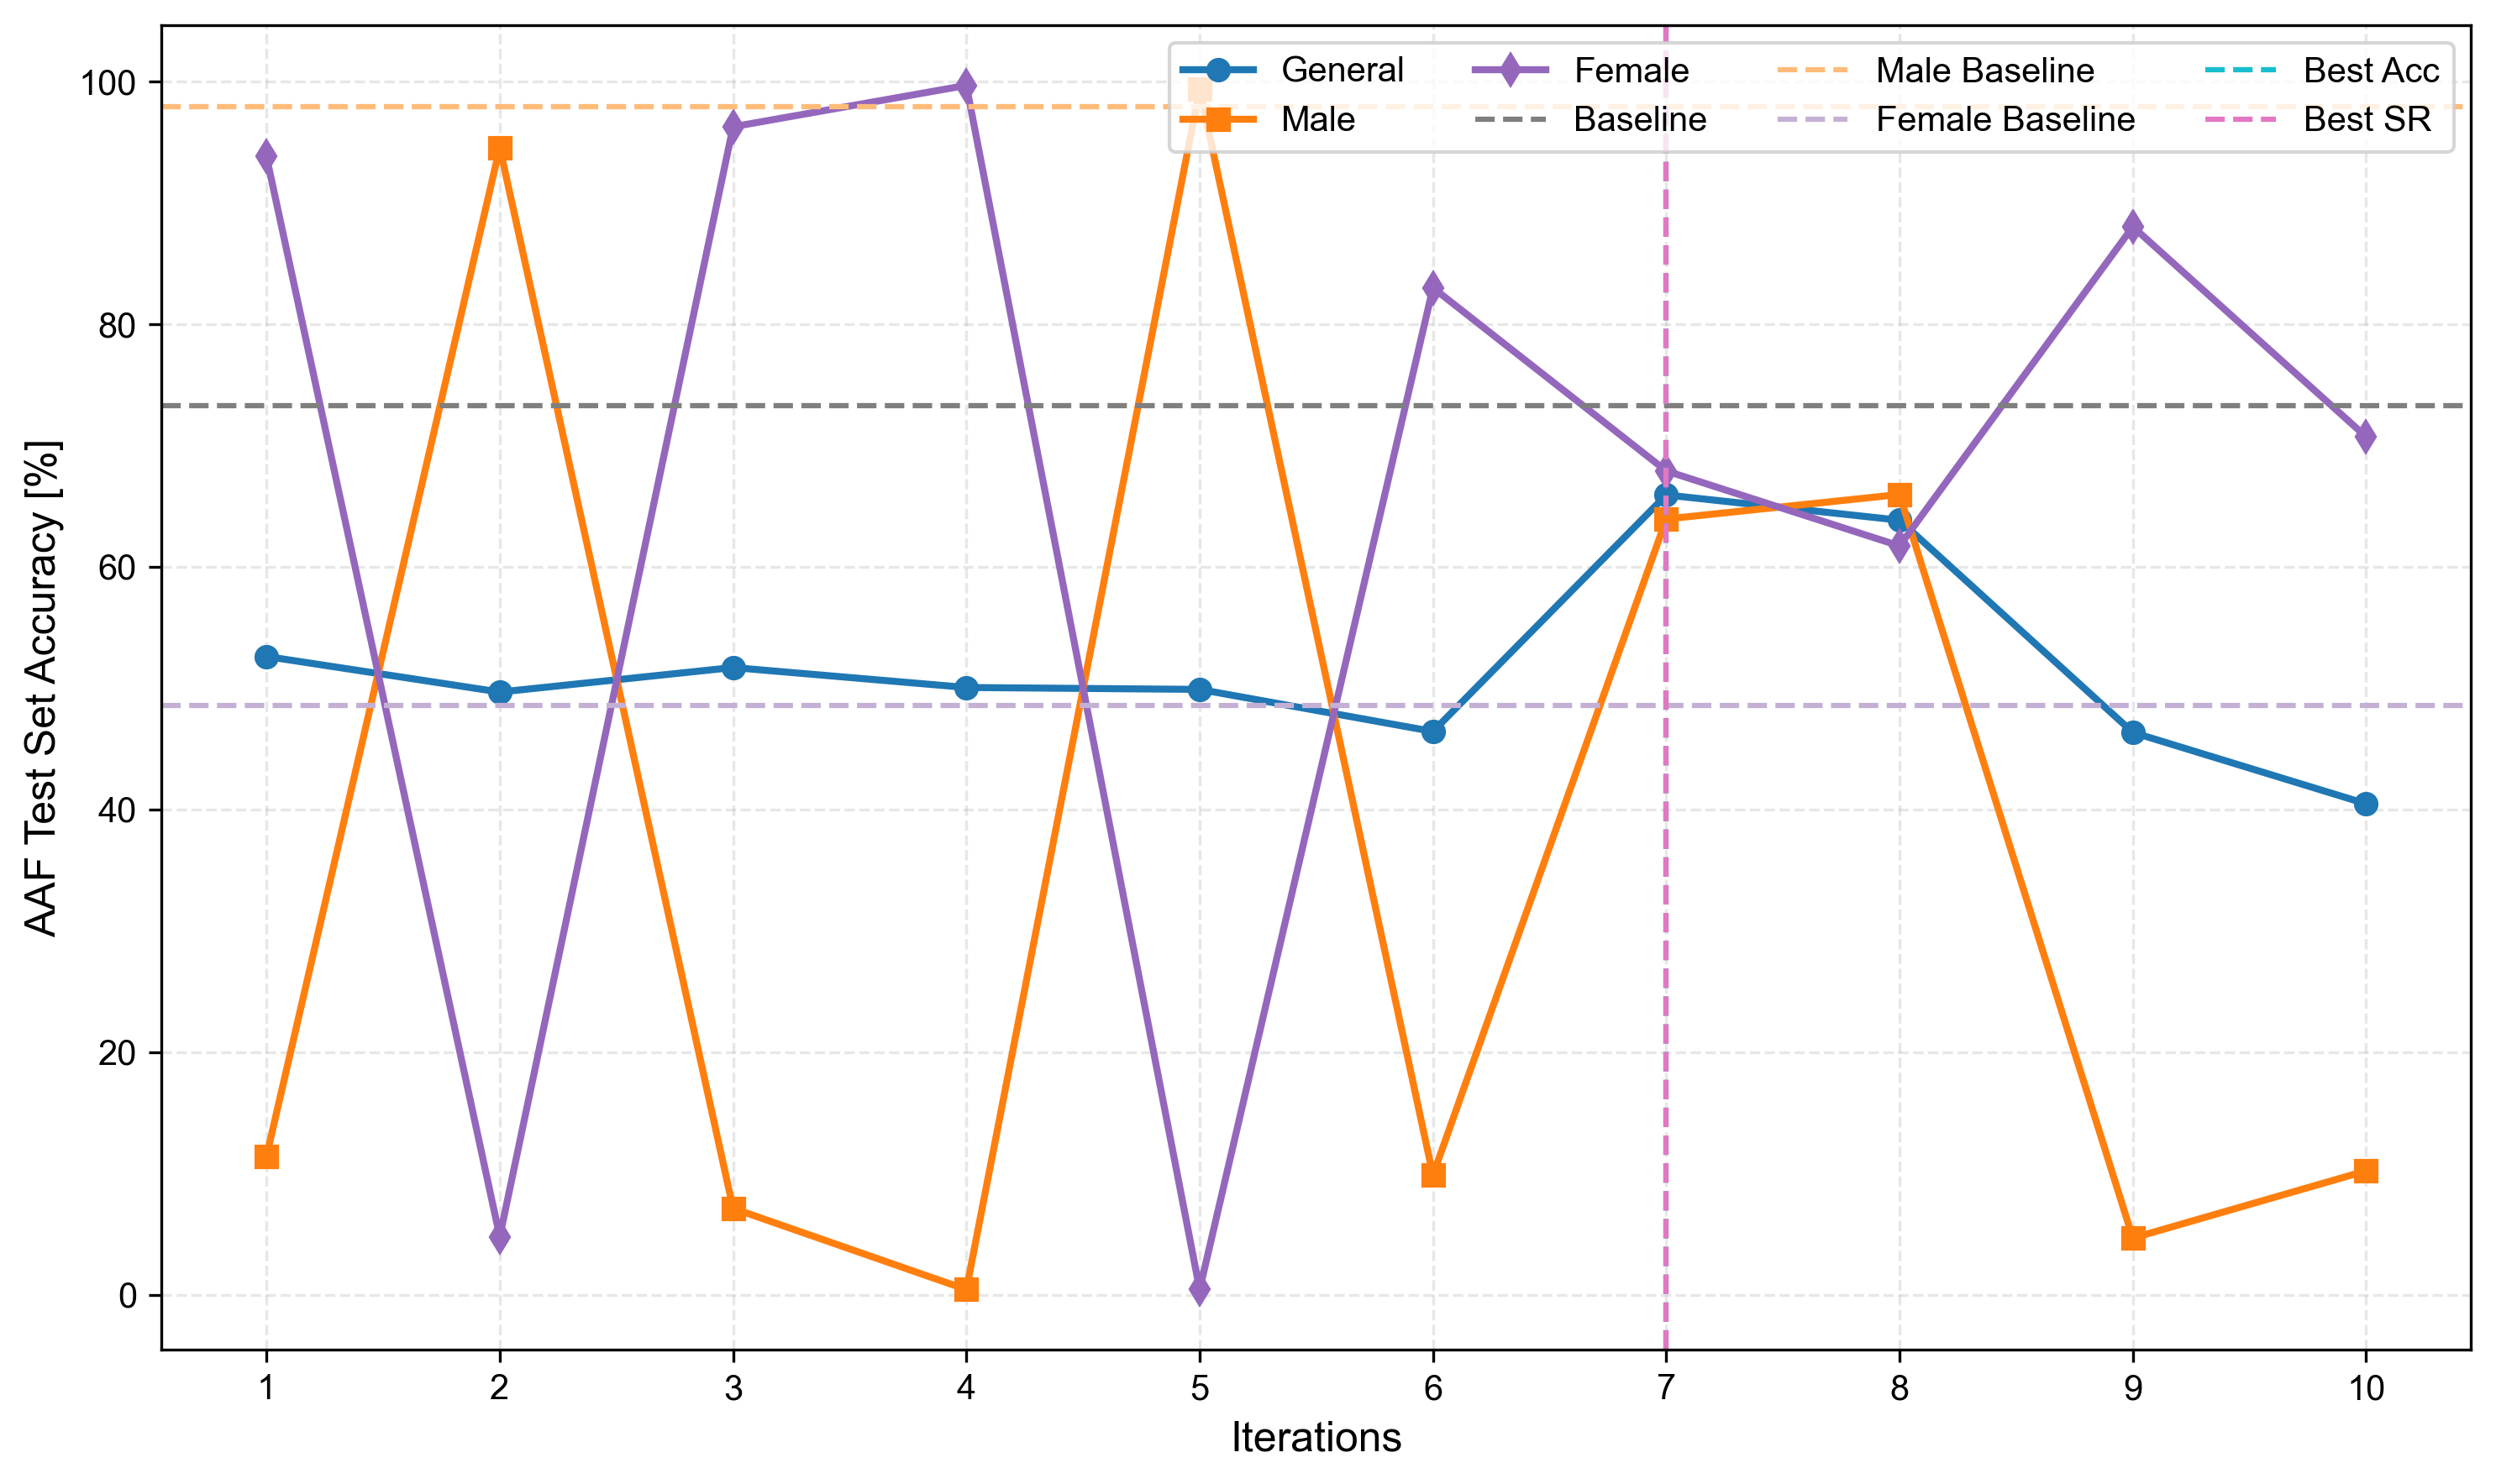 General
Male
Female
Baseline
Male Baseline
Female Baseline
Best Acc
Best SR
AAF Test Set Accuracy [%]
100
80
60
40
20
0
1 2 3 4 5 6 7 8 9 10
Iterations